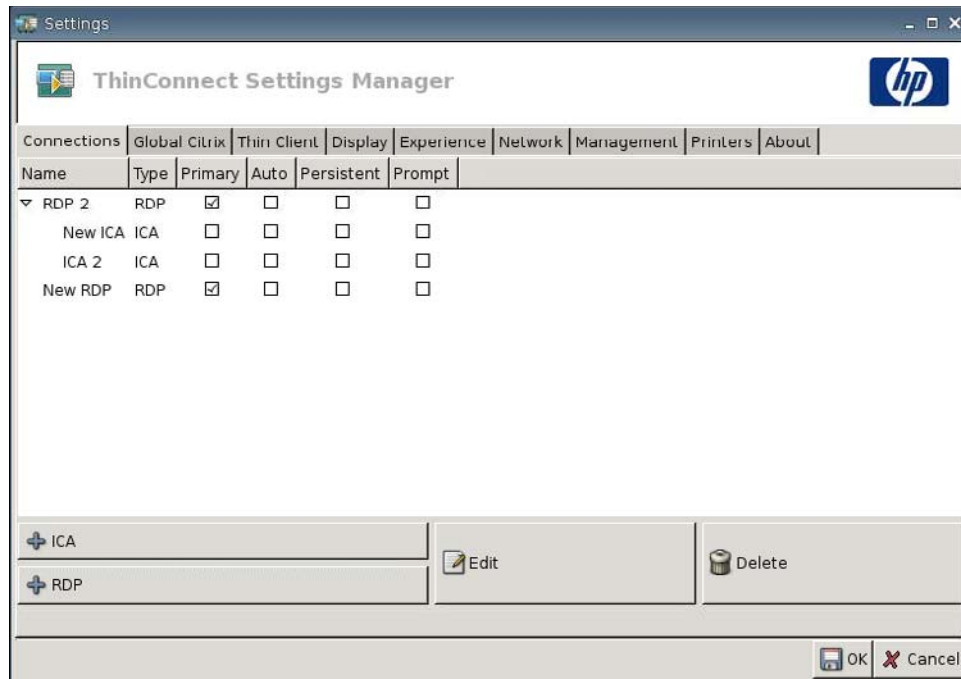 Settings
ThinConnect Settings Manager
hp
Connections Global Citrix Thin Client Display Experience Network Management Printers About
Name Type Primary Auto Persistent Prompt
RDP 2 RDP
New ICA ICA
ICA 2 ICA
New RDP RDP
ICA
Edit
Delete
RDP
OK Cancel